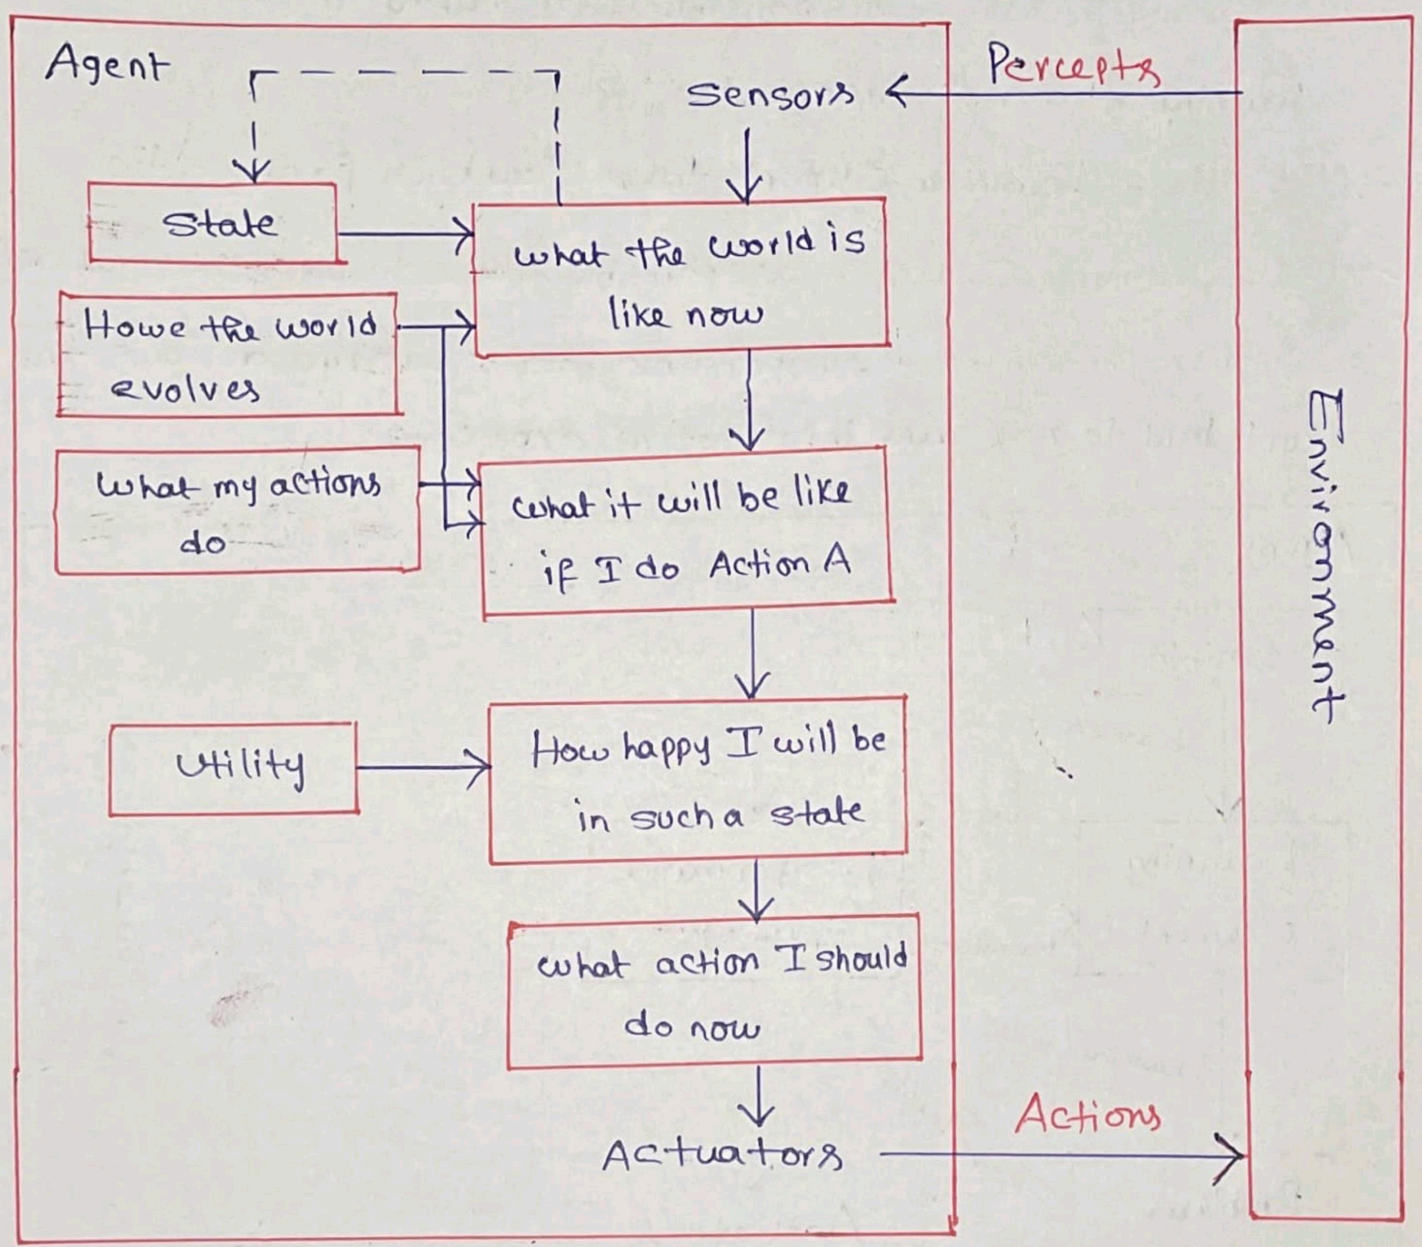 Agent
Percepts
Sensors
State
what the world is
like now
Howe the world
evolves
what my actions
do
what it will be like
if I do Action A
Environment
Utility
How happy I will be
in such a state
what action I should
do now
Actions
Actuators